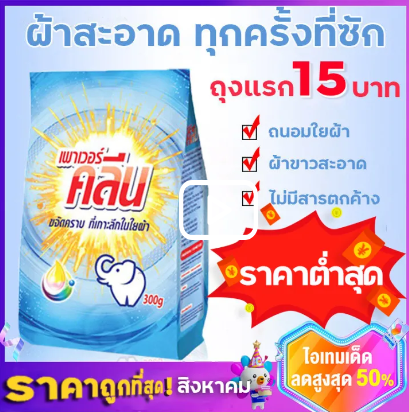 ผ้าสะอาด ทุกครั้งที่ซัก
ถุงแรก15บาท
ถนอมใยผ้า
ผ้าขาวสะอาด
ไม่มีสารตกค้าง
เพาเวอร์
คลีน
ขจัดคราบ ที่เกาะลึกในใยผ้า
300g
ราคาต่ำสุด
ไอเทมเด็ด
ลดสูงสุด 50%
ราคาถูกที่สุด! สิงหาคม